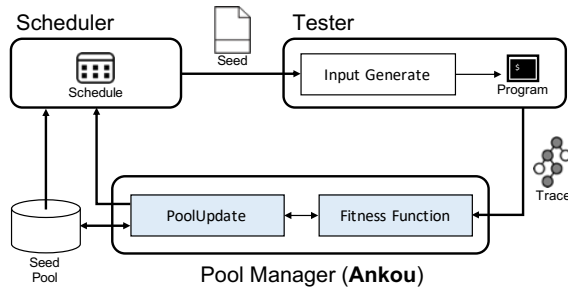 Scheduler
Tester
Schedule
Seed
Input Generate
$
Program
Trace
PoolUpdate
Fitness Function
Seed
Pool
Pool Manager (Ankou)